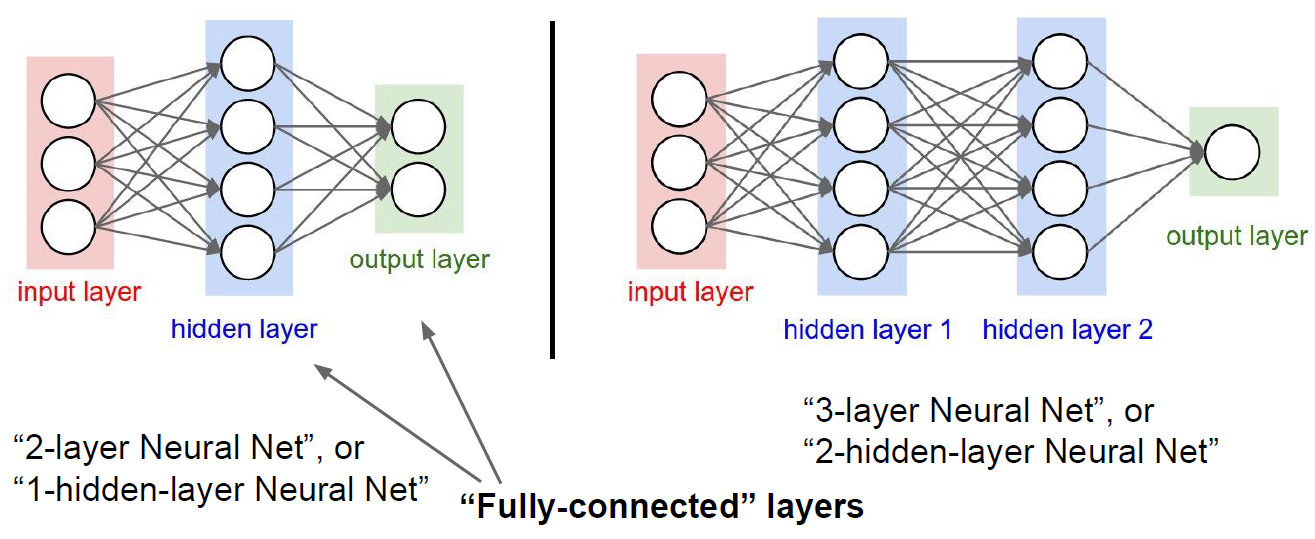 input layer
hidden layer
output layer
“2-layer Neural Net”, or
“1-hidden-layer Neural Net”
“Fully-connected” layers
input layer
hidden layer 1
hidden layer 2
output layer
“3-layer Neural Net”, or
“2-hidden-layer Neural Net”